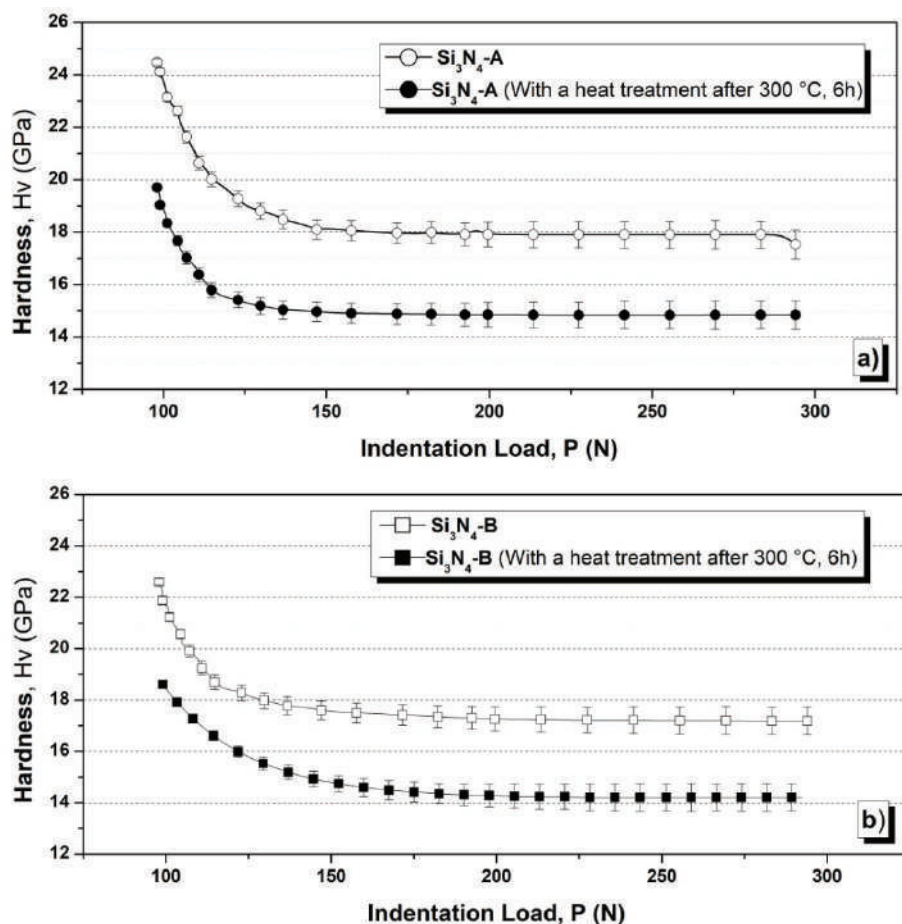 26
24
22
20
18
16
14
12
Hardness, Hv (GPa)
Si₃N₄-A
Si₃N₄-A (With a heat treatment after 300 °C, 6h)
a)
100 150 200 250 300
Indentation Load, P (N)
26
24
22
20
18
16
14
12
Hardness, Hv (GPa)
Si₃N₄-B
Si₃N₄-B (With a heat treatment after 300 °C, 6h)
b)
100 150 200 250 300
Indentation Load, P (N)